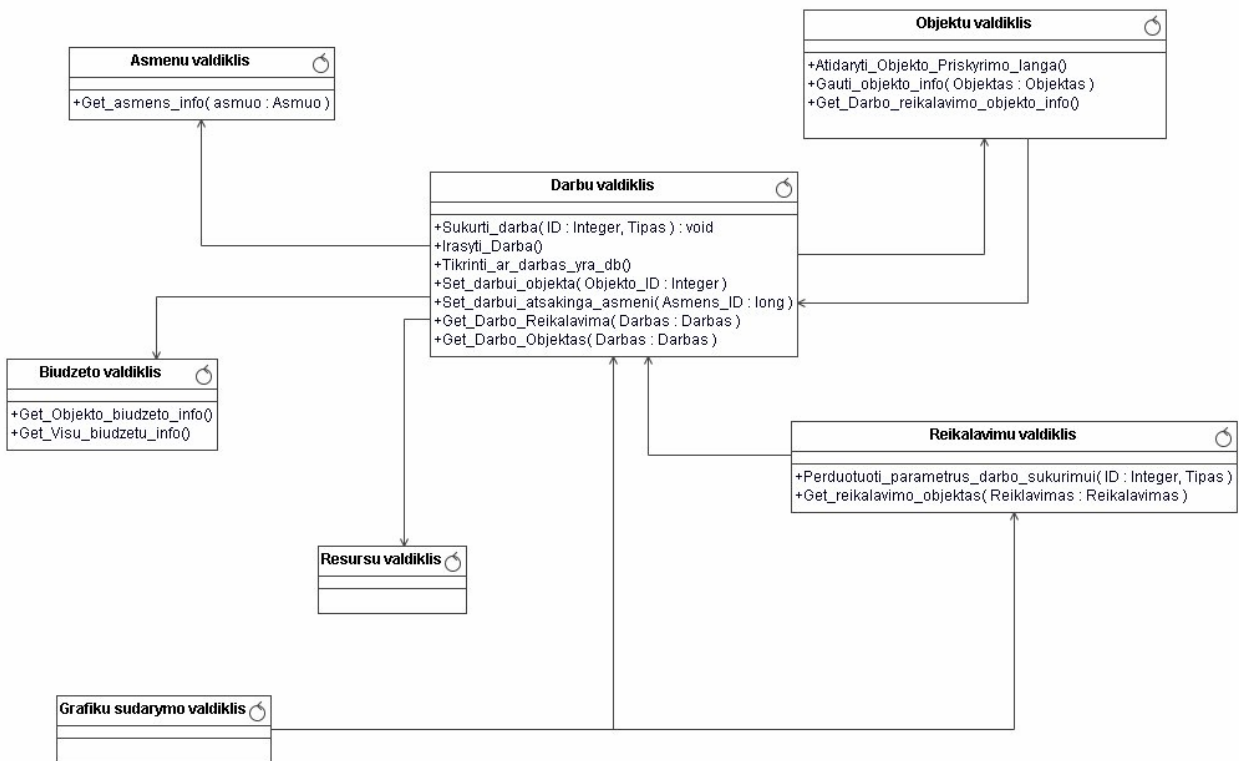 Asmenu valdiklis
+Get_asmens_info( asmuo : Asmuo )
Objektu valdiklis
+Atidaryti_Objekto_Priskyrimo_langa()
+Gauti_objekto_info( Objektas : Objektas )
+Get_Darbo_reikalavimo_objekto_info()
Darbu valdiklis
+Sukurti_darba( ID : Integer, Tipas ) : void
+Irasyti_Darba()
+Tikrinti_ar_darbas_yra_db()
+Set_darbui_objekta( Objekto_ID : Integer )
+Set_darbui_atsakinga_asmeni( Asmens_ID : long )
+Get_Darbo_Reikalavima( Darbas : Darbas )
+Get_Darbo_Objektas( Darbas : Darbas )
Biudzeto valdiklis
+Get_Objekto_biudzeto_info()
+Get_Visu_biudzetu_info()
Reikalavimu valdiklis
+Perduotuoti_parametrus_darbo_sukurimui( ID : Integer, Tipas )
+Get_reikalavimo_objektas( Reiklavimas : Reikalavimas )
Resursu valdiklis
Grafiku sudarymo valdiklis